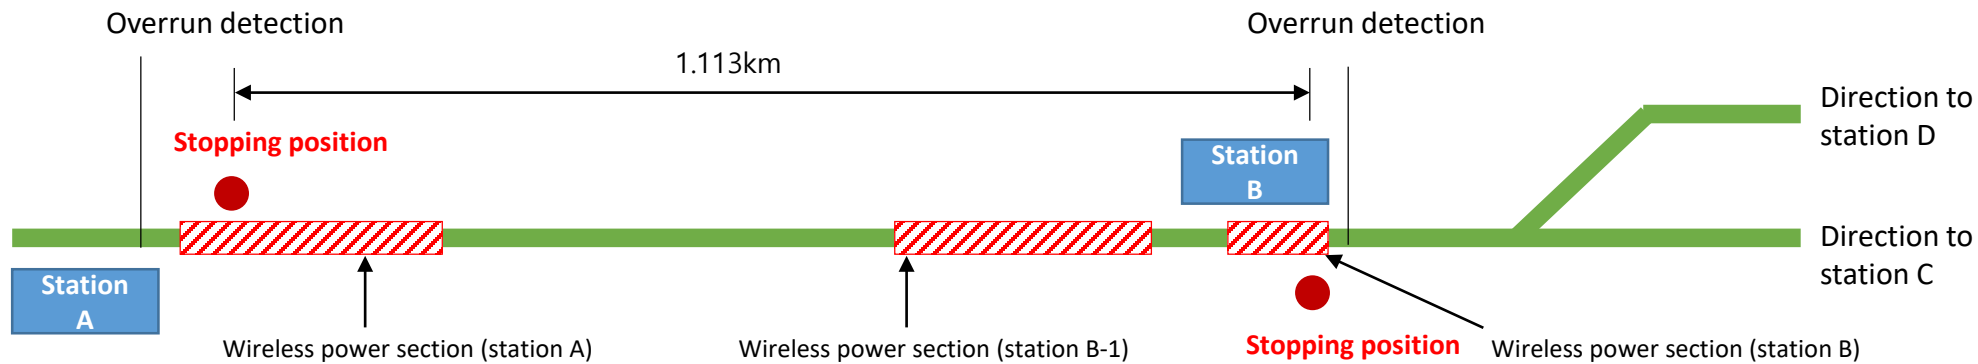 Overrun detection
Overrun detection
1.113km
Direction to
station D
Stopping position
Station
B
Direction to
station C
Station
A
Wireless power section (station A)
Wireless power section (station B-1)
Stopping position
Wireless power section (station B)